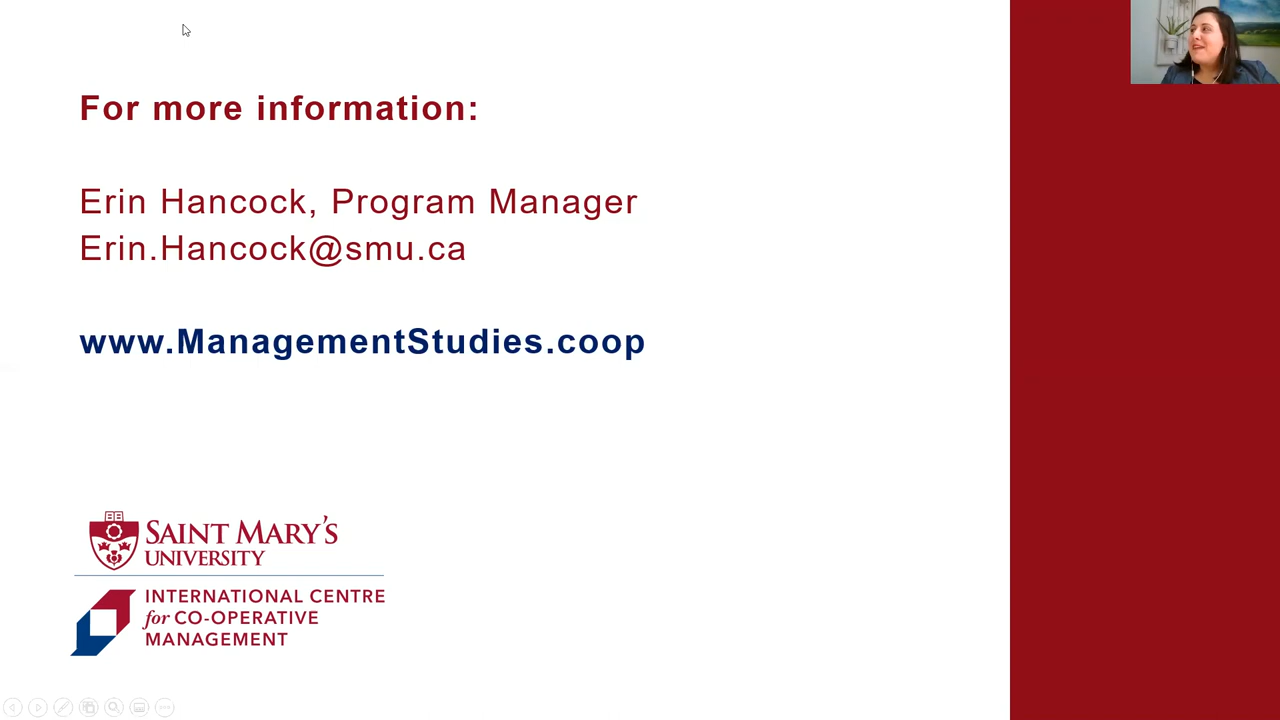 For more information:
Erin Hancock, Program Manager
Erin.Hancock@smu.ca
www.ManagementStudies.coop
SAINT MARY'S
UNIVERSITY
INTERNATIONAL CENTRE
for CO-OPERATIVE
MANAGEMENT